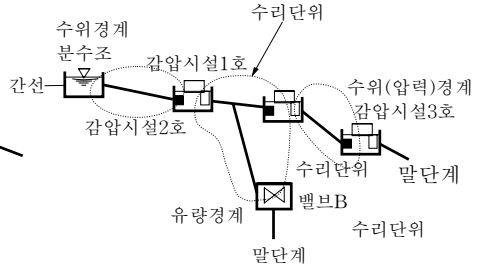 수리단위
수위경계
분수조
감압시설1호
간선
수위(압력)경계
감압시설3호
감압시설2호
수리단위
말단계
유량경계
밸브B
수리단위
말단계